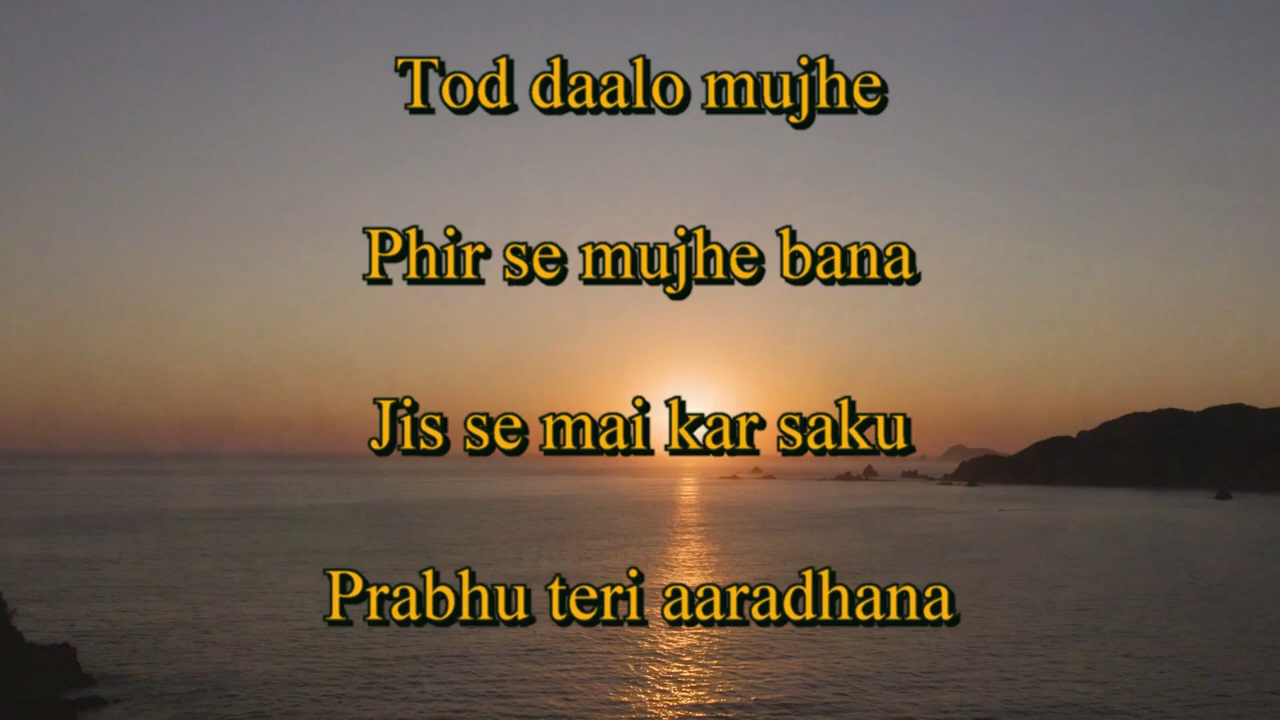 Tod daalo mujhe
Phir se mujhe bana
Jis se mai kar saku
Prabhu teri aaradhana